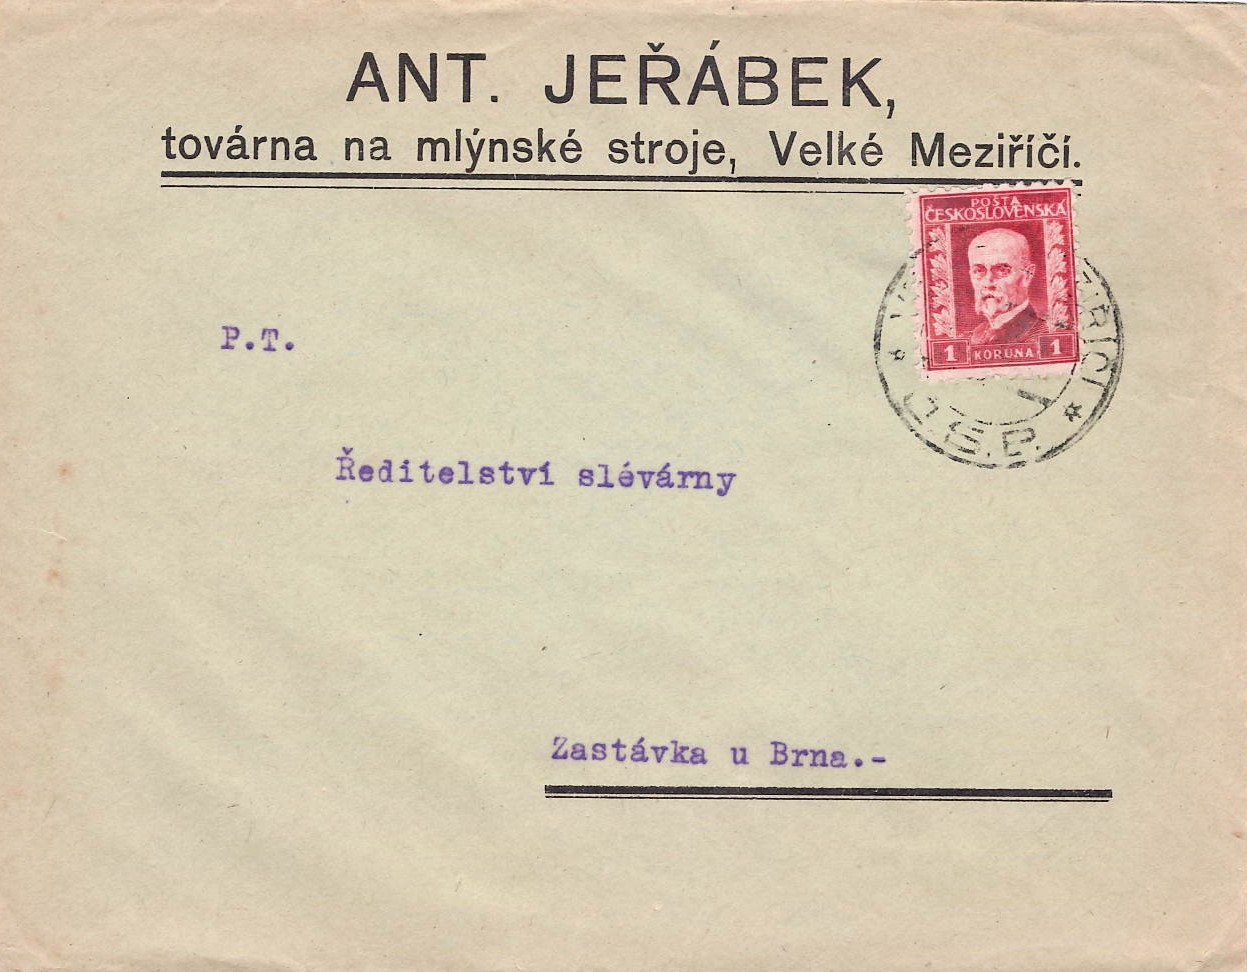 ANT. JEŘÁBEK,
továrna na mlýnské stroje, Velké Meziříčí.
POŠTA
ČESKOSLOVENSKÁ
1 KORUNA 1
P.T.
Ředitelství slévárny
Zastávka u Brna.-